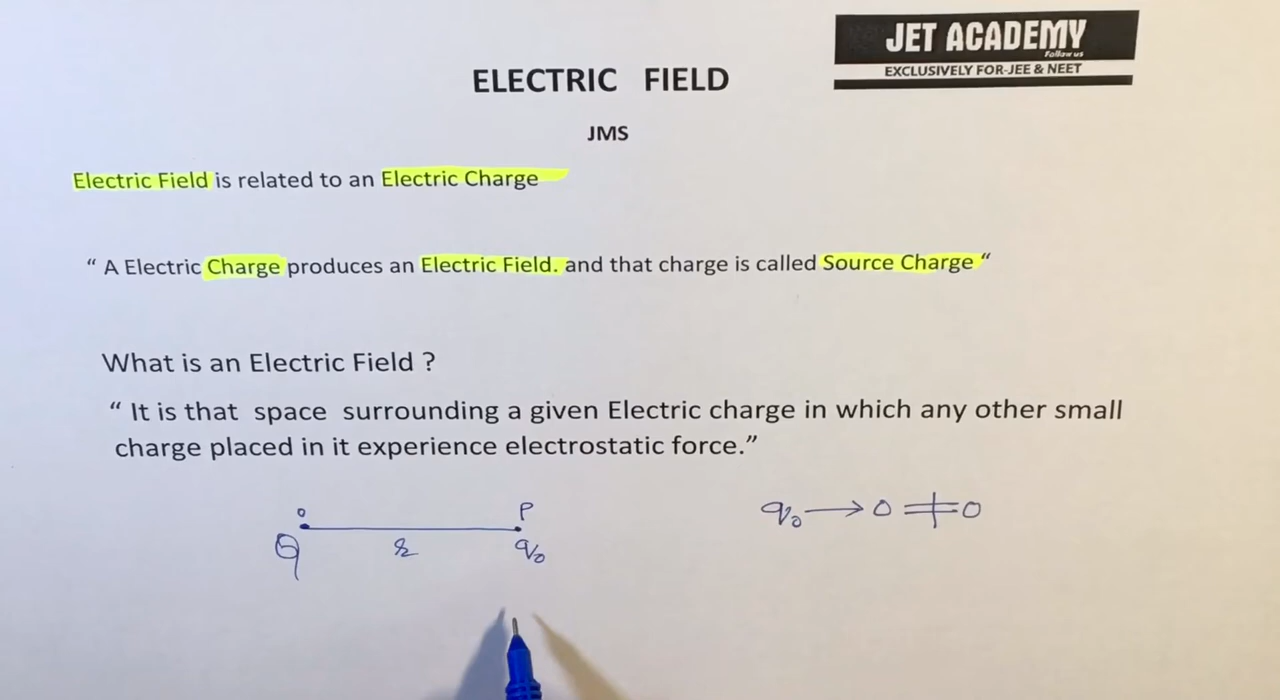 JET ACADEMY
Follow us
EXCLUSIVELY FOR-JEE & NEET
ELECTRIC FIELD
JMS
Electric Field is related to an Electric Charge
“ A Electric Charge produces an Electric Field. and that charge is called Source Charge “
What is an Electric Field ?
“ It is that space surrounding a given Electric charge in which any other small
charge placed in it experience electrostatic force.”
O P
Q r q₀
q₀ → 0 ≠ 0